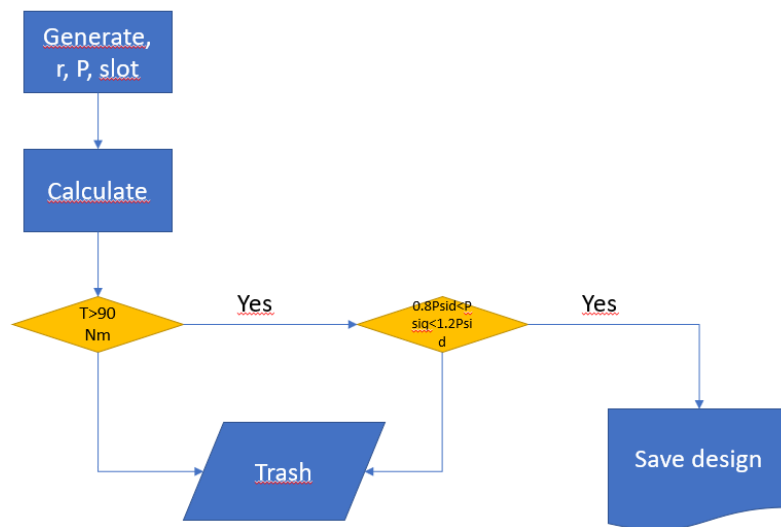 Generate,
r, P, slot
Calculate
T>90
Nm
Yes
0.8Psid<P
siq<1.2Psi
d
Yes
Trash
Save design